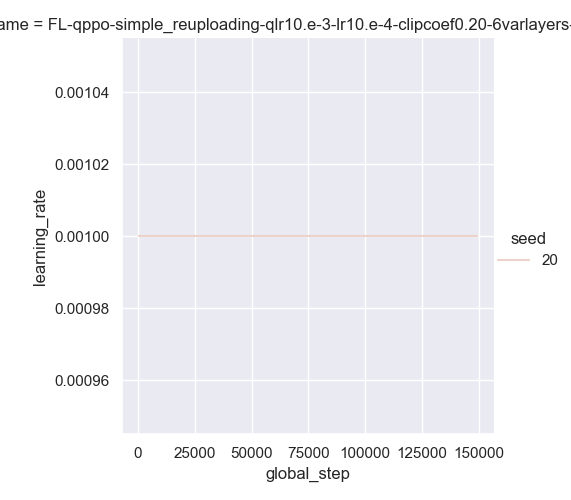 ame = FL-qppo-simple_reuploading-qlr10.e-3-lr10.e-4-clipcoef0.20-6varlayers-
0.00104
0.00102
0.00100
0.00098
0.00096
learning_rate
0 25000 50000 75000 100000 125000 150000
global_step
seed
20